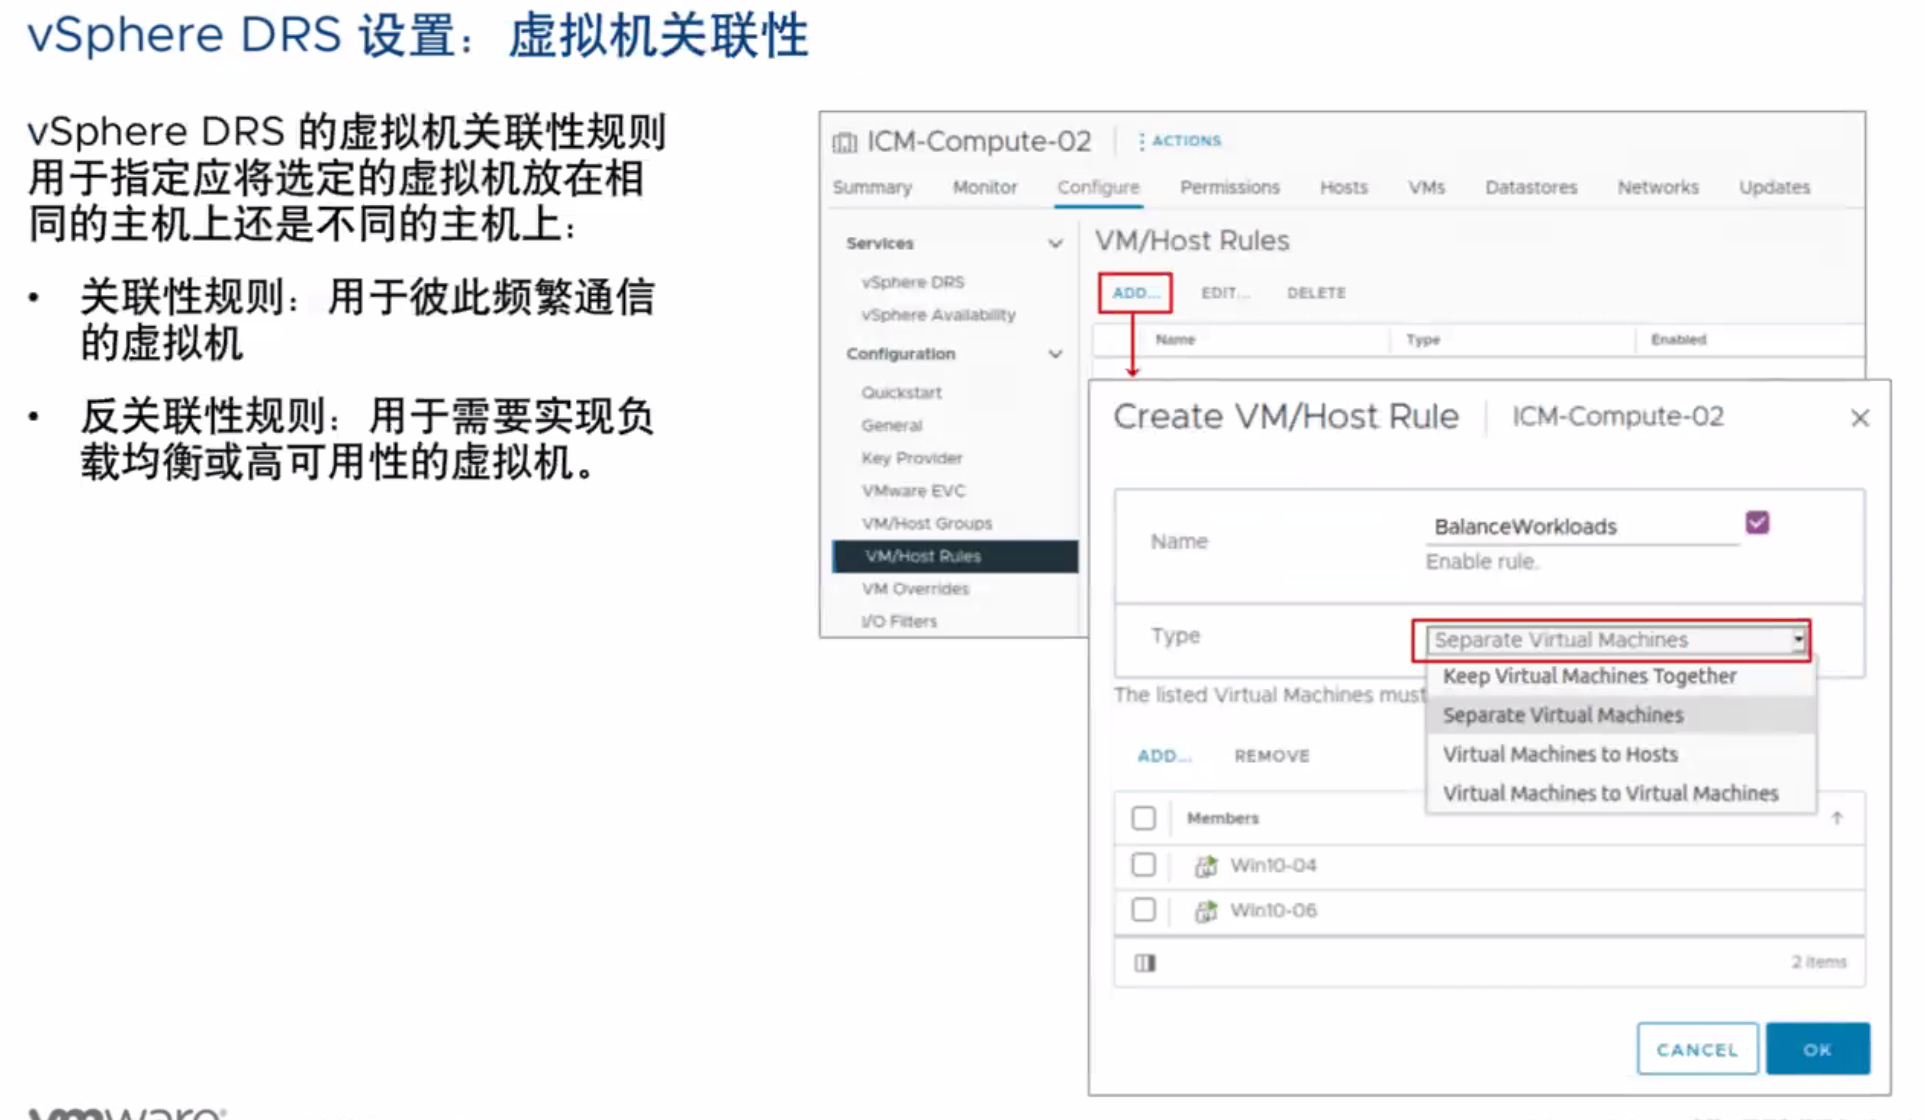 vSphere DRS 设置：虚拟机关联性
vSphere DRS 的虚拟机关联性规则
用于指定应将选定的虚拟机放在相
同的主机上还是不同的主机上：
• 关联性规则：用于彼此频繁通信
的虚拟机
• 反关联性规则：用于需要实现负
载均衡或高可用性的虚拟机。
ICM-Compute-02 ACTIONS
Summary Monitor Configure Permissions Hosts VMs Datastores Networks Updates
Services
vSphere DRS
vSphere Availability
Configuration
Quickstart
General
Key Provider
VMware EVC
VM/Host Groups
VM/Host Rules
VM Overrides
I/O Filters
VM/Host Rules
ADD... EDIT... DELETE
Name Type Enabled
Create VM/Host Rule ICM-Compute-02
Name BalanceWorkloads
Enable rule.
Type Separate Virtual Machines
Keep Virtual Machines Together
Separate Virtual Machines
Virtual Machines to Hosts
Virtual Machines to Virtual Machines
The listed Virtual Machines must
ADD... REMOVE
Members
Win10-04
Win10-06
2 items
CANCEL OK
vmware